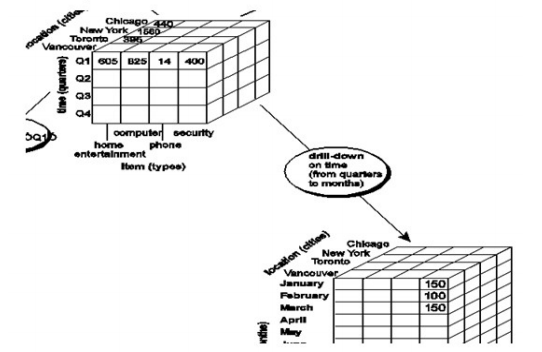 Chicago 440
New York 1560
Toronto 395
Vancouver
location (cities)
Q1 605 825 14 400
Q2
Q3
Q4
time (quarters)
computer security
home phone
entertainment
item (types)
drill-down
on time
(from quarters
to months)
location (cities)
Chicago
New York
Toronto
Vancouver
January 150
February 100
March 150
April
May